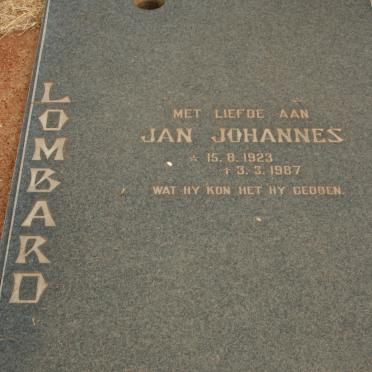 LOMBARD
MET LIEFDE AAN
JAN JOHANNES
* 15. 8. 1923
† 3. 3. 1987
WAT HY KON HET HY GEDOEN.